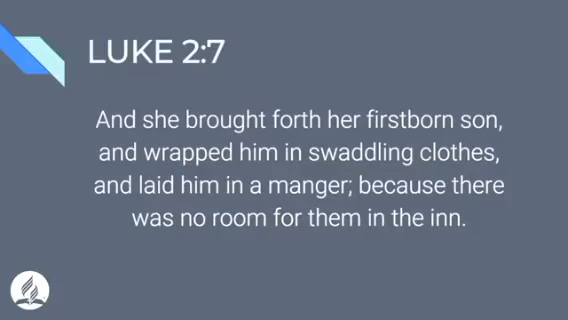 LUKE 2:7
And she brought forth her firstborn son,
and wrapped him in swaddling clothes,
and laid him in a manger; because there
was no room for them in the inn.